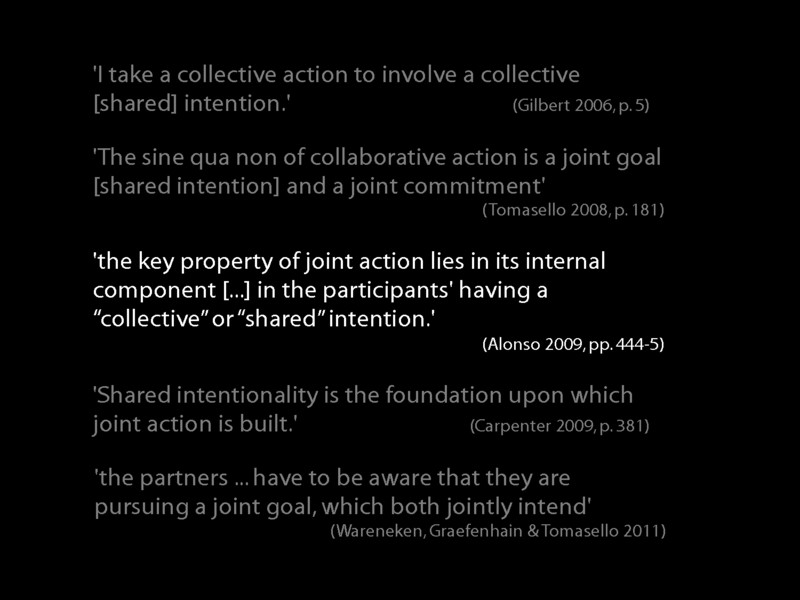 'I take a collective action to involve a collective
[shared] intention.' (Gilbert 2006, p. 5)
'The sine qua non of collaborative action is a joint goal
[shared intention] and a joint commitment'
(Tomasello 2008, p. 181)
'the key property of joint action lies in its internal
component [...] in the participants' having a
“collective” or “shared” intention.'
(Alonso 2009, pp. 444-5)
'Shared intentionality is the foundation upon which
joint action is built.' (Carpenter 2009, p. 381)
'the partners ... have to be aware that they are
pursuing a joint goal, which both jointly intend'
(Wareneken, Graefenhain & Tomasello 2011)